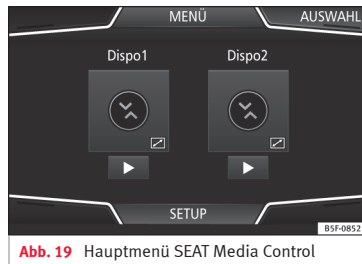 MENÜ AUSWAHL
Dispo1 Dispo2
SETUP
B5F-0852
Abb. 19 Hauptmenü SEAT Media Control